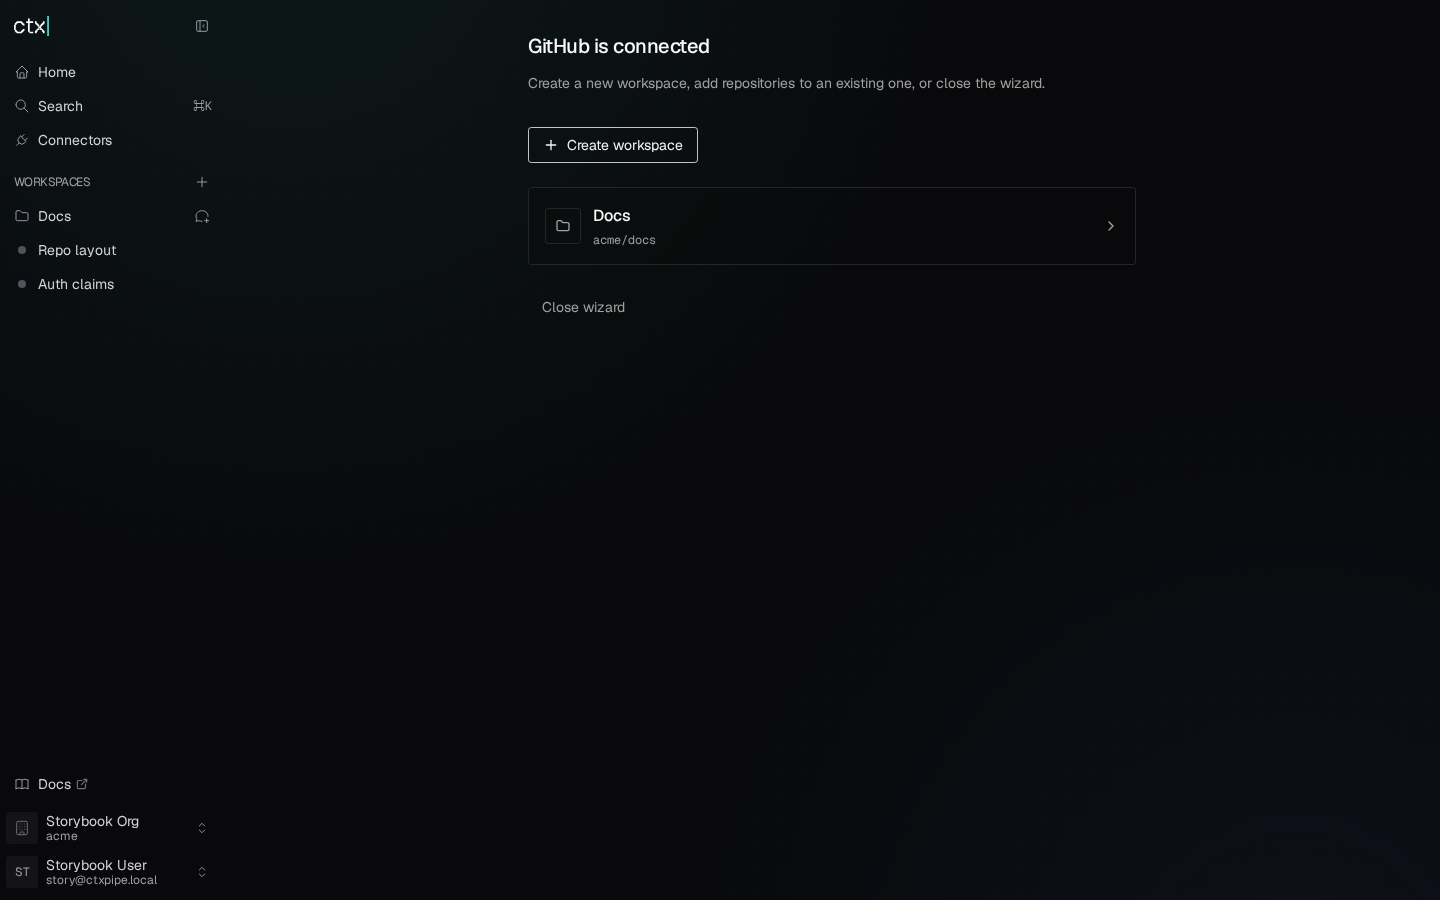 ctx
Home
Search ⌘K
Connectors
WORKSPACES
Docs
Repo layout
Auth claims
Docs
Storybook Org
acme
ST
Storybook User
story@ctxpipe.local
GitHub is connected
Create a new workspace, add repositories to an existing one, or close the wizard.
Create workspace
Docs
acme/docs
Close wizard